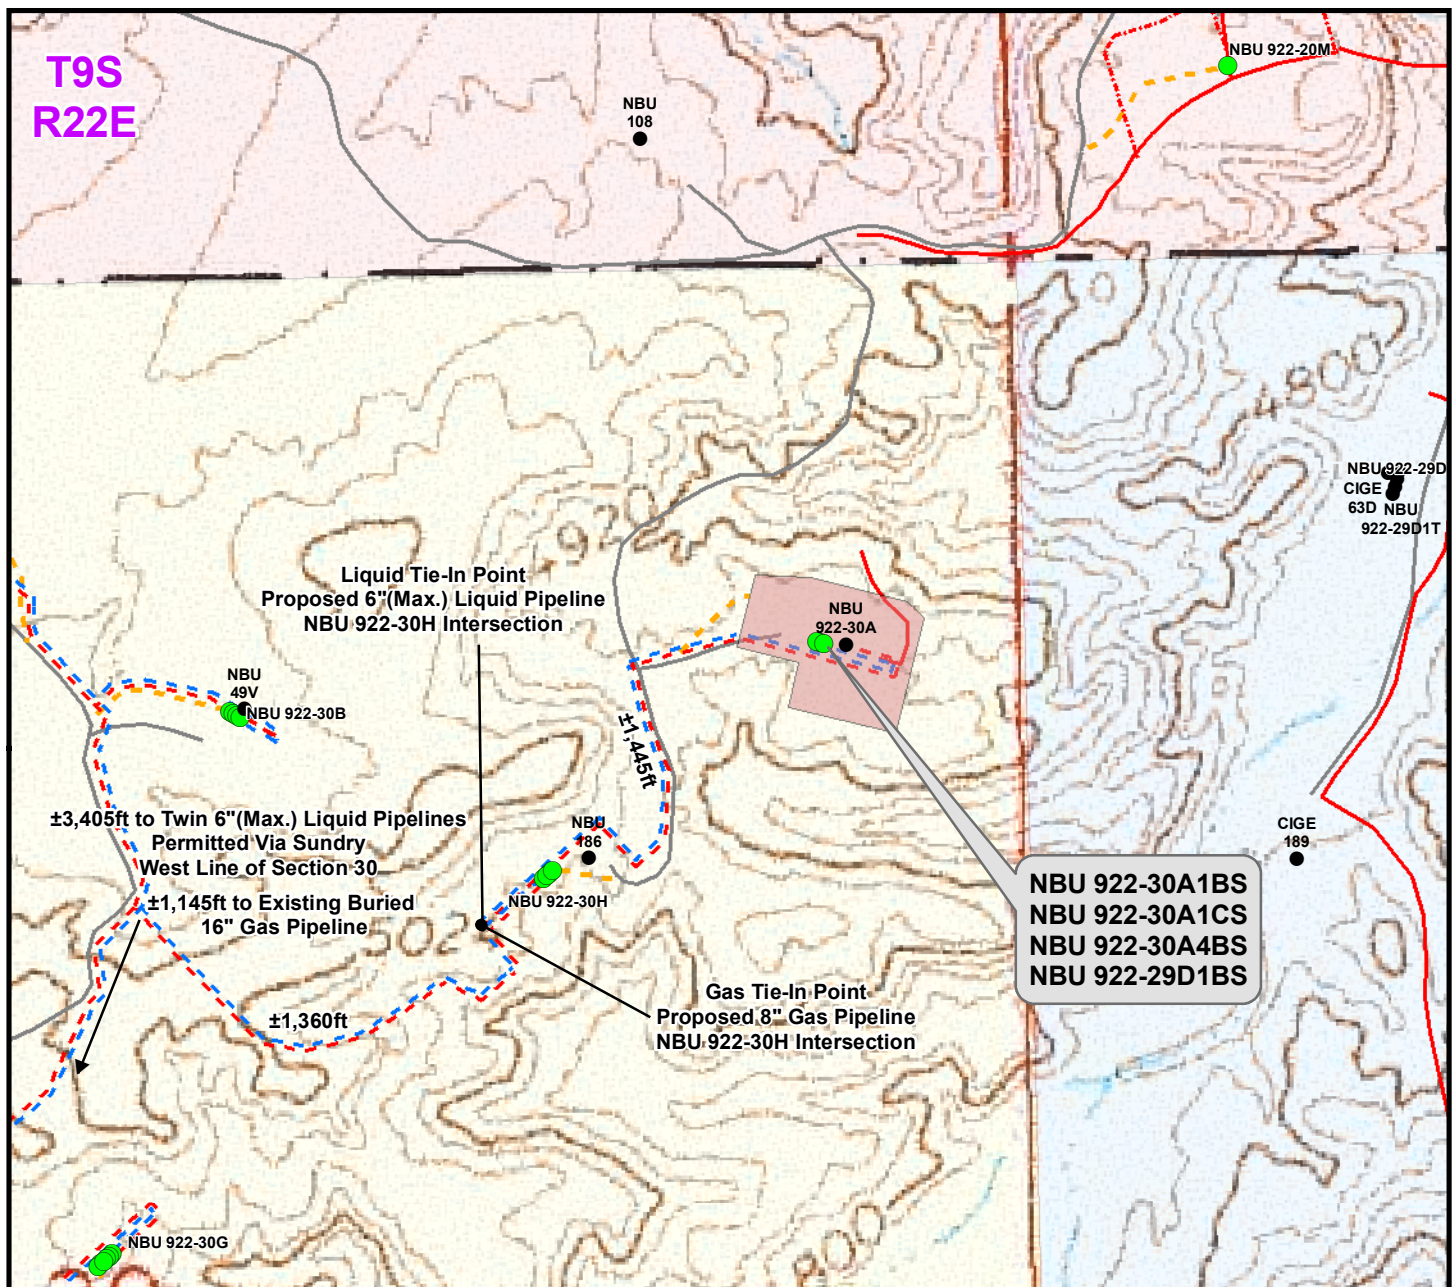 T9S
R22E
NBU 922-20M
NBU
108
4800
NBU 922-29D
CIGE
63D
NBU
922-29D1T
Liquid Tie-In Point
Proposed 6"(Max.) Liquid Pipeline
NBU 922-30H Intersection
NBU
922-30A
NBU
49V
NBU 922-30B
±1,445ft
±3,405ft to Twin 6"(Max.) Liquid Pipelines
Permitted Via Sundry
West Line of Section 30
NBU
186
CIGE
189
±1,145ft to Existing Buried
16" Gas Pipeline
NBU 922-30H
NBU 922-30A1BS
NBU 922-30A1CS
NBU 922-30A4BS
NBU 922-29D1BS
Gas Tie-In Point
Proposed 8" Gas Pipeline
NBU 922-30H Intersection
±1,360ft
NBU 922-30G